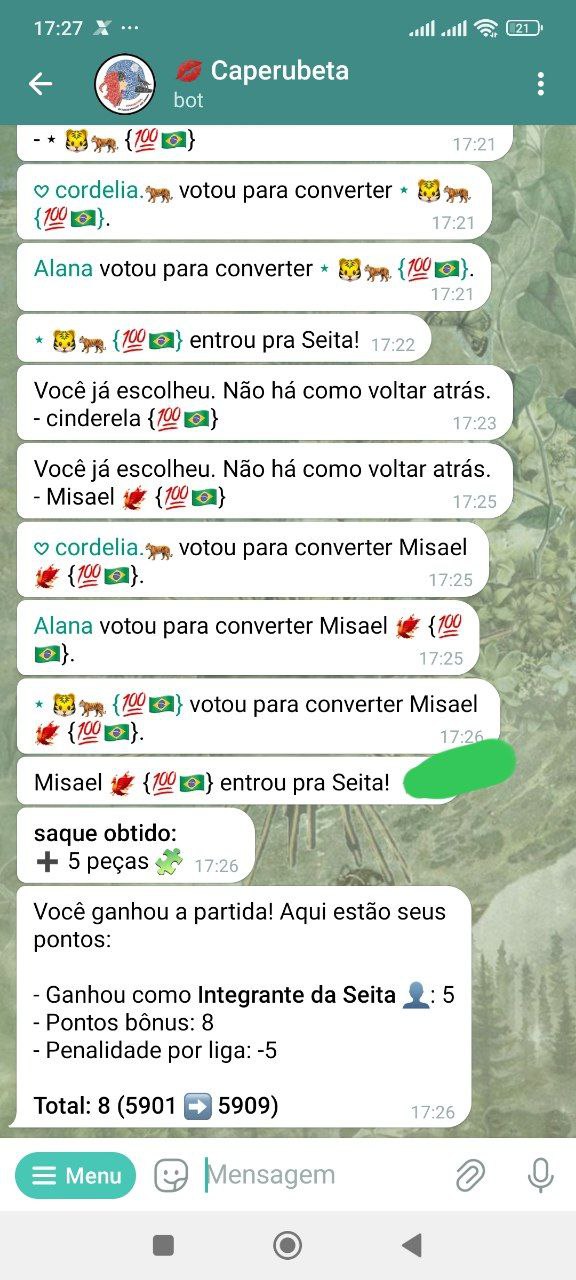 17:27 X ...
21
💋 Caperubeta
bot
- ⋆ 🐯🐅 {💯🇧🇷}
17:21
♡ cordelia.🐅 votou para converter ⋆ 🐯🐅
{💯🇧🇷}.
17:21
Alana votou para converter ⋆ 🐯🐅 {💯🇧🇷}.
17:21
⋆ 🐯🐅 {💯🇧🇷} entrou pra Seita! 17:22
Você já escolheu. Não há como voltar atrás.
- cinderela {💯🇧🇷}
17:23
Você já escolheu. Não há como voltar atrás.
- Misael 🐦‍🔥 {💯🇧🇷}
17:25
♡ cordelia.🐅 votou para converter Misael
🐦‍🔥 {💯🇧🇷}.
17:25
Alana votou para converter Misael 🐦‍🔥 {💯
🇧🇷}.
17:25
⋆ 🐯🐅 {💯🇧🇷} votou para converter Misael
🐦‍🔥 {💯🇧🇷}.
17:26
Misael 🐦‍🔥 {💯🇧🇷} entrou pra Seita!
saque obtido:
➕ 5 peças 🧩 17:26
Você ganhou a partida! Aqui estão seus
pontos:
- Ganhou como Integrante da Seita 👤: 5
- Pontos bônus: 8
- Penalidade por liga: -5
Total: 8 (5901 ➡️ 5909)
17:26
Menu
Mensagem